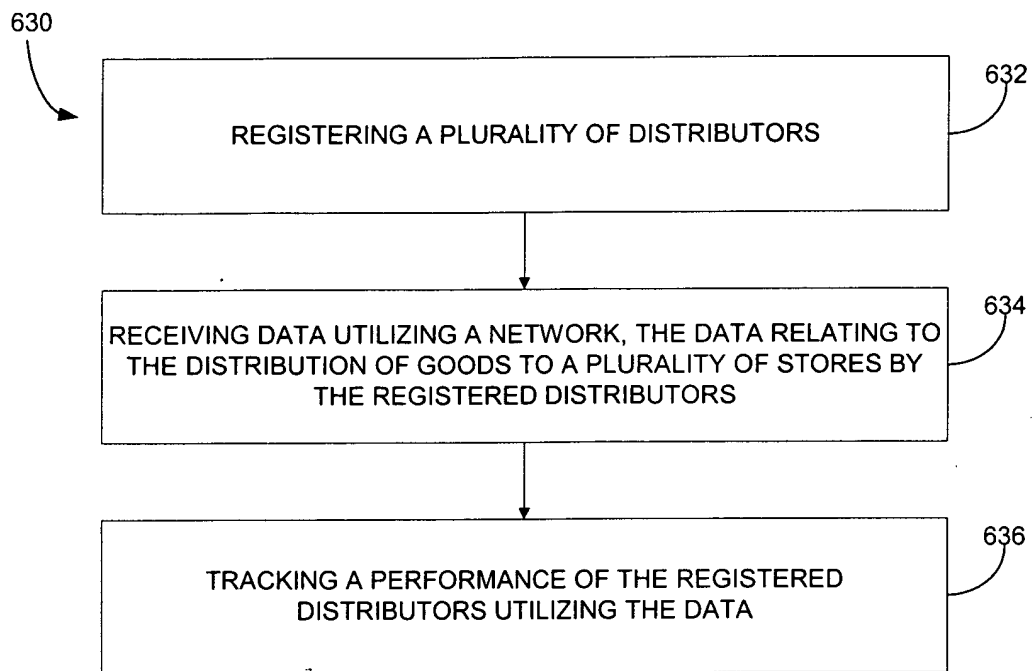 630
632
REGISTERING A PLURALITY OF DISTRIBUTORS
634
RECEIVING DATA UTILIZING A NETWORK, THE DATA RELATING TO
THE DISTRIBUTION OF GOODS TO A PLURALITY OF STORES BY
THE REGISTERED DISTRIBUTORS
636
TRACKING A PERFORMANCE OF THE REGISTERED
DISTRIBUTORS UTILIZING THE DATA